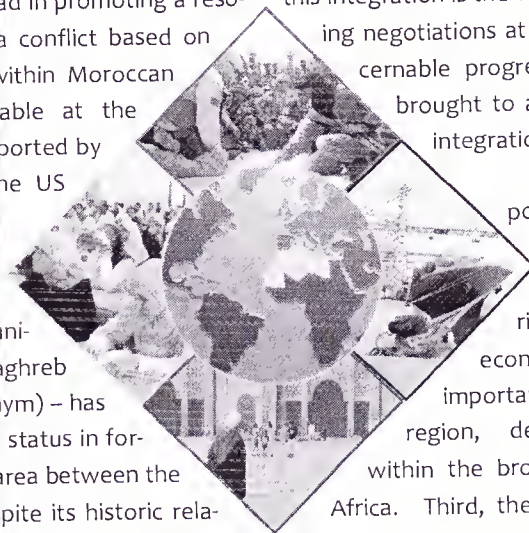 ad in promoting a reso-
a conflict based on
within Moroccan
able at the
ported by
he US
ani-
aghreb
ym) – has
status in for-
area between the
pite its historic rela-
this integration is the
ing negotiations at
cernable progre
brought to a
integratio
po
ri
econ
importa
region, de
within the bro
Africa. Third, the